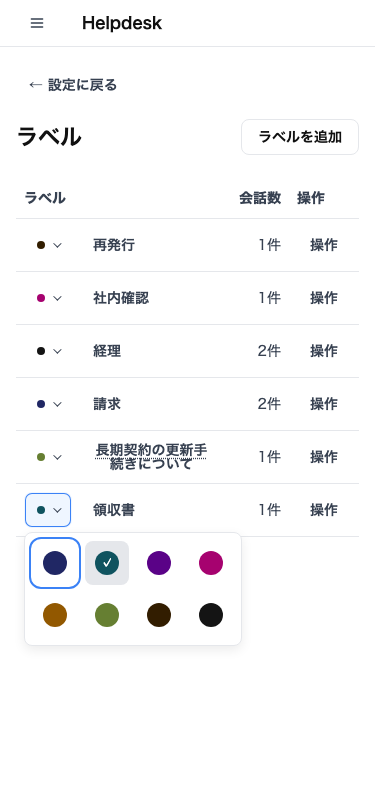 Helpdesk
← 設定に戻る
ラベル
ラベルを追加
ラベル 会話数 操作
再発行 1件 操作
社内確認 1件 操作
経理 2件 操作
請求 2件 操作
長期契約の更新手
続きについて 1件 操作
領収書 1件 操作